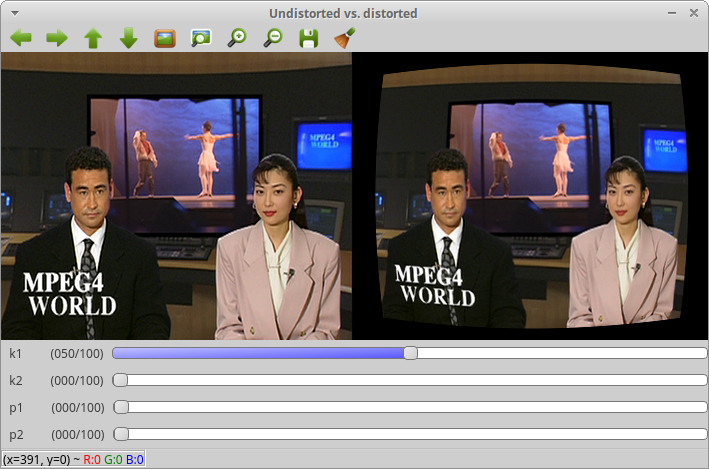 Undistorted vs. distorted
MPEG4
WORLD
MPEG4
WORLD
MPEG4
WORLD
MPEG4
WORLD
k1 (050/100)
k2 (000/100)
p1 (000/100)
p2 (000/100)
(x=391, y=0) ~ R:0 G:0 B:0